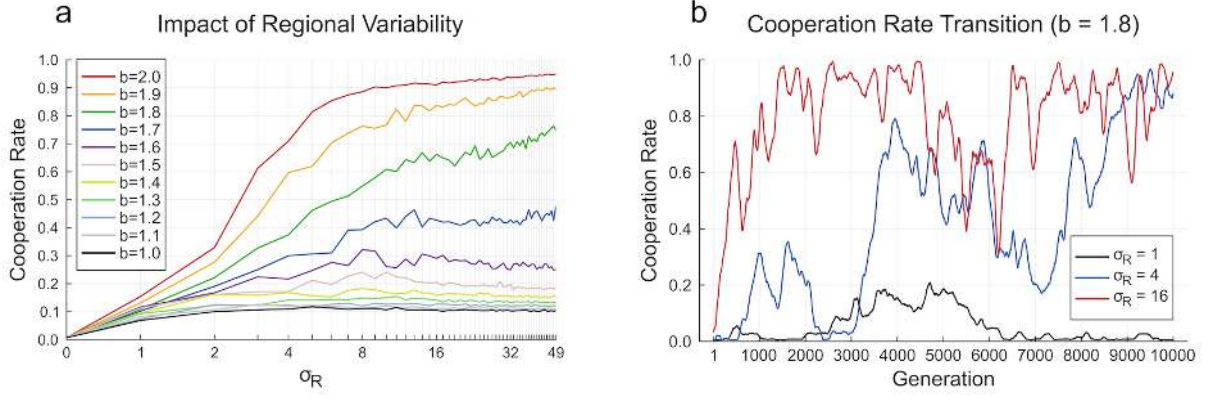 a
Impact of Regional Variability
Cooperation Rate
1.0
0.9
0.8
0.7
0.6
0.5
0.4
0.3
0.2
0.1
0.0
b=2.0
b=1.9
b=1.8
b=1.7
b=1.6
b=1.5
b=1.4
b=1.3
b=1.2
b=1.1
b=1.0
0 1 2 4 8 16 32 49
σR
b
Cooperation Rate Transition (b = 1.8)
Cooperation Rate
1.0
0.8
0.6
0.4
0.2
0.0
σR = 1
σR = 4
σR = 16
1 1000 2000 3000 4000 5000 6000 7000 8000 9000 10000
Generation